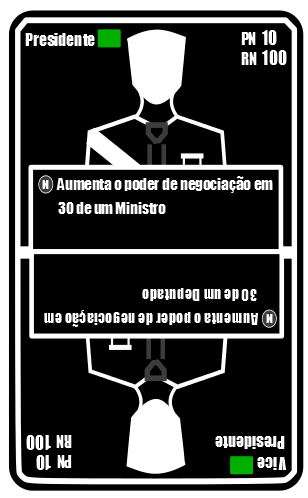 Presidente
PN 10
RN 100
H Aumenta o poder de negociação em
30 de um Ministro
H Aumenta o poder de negociação em
30 de um Deputado
Vice
Presidente
PN 10
RN 100